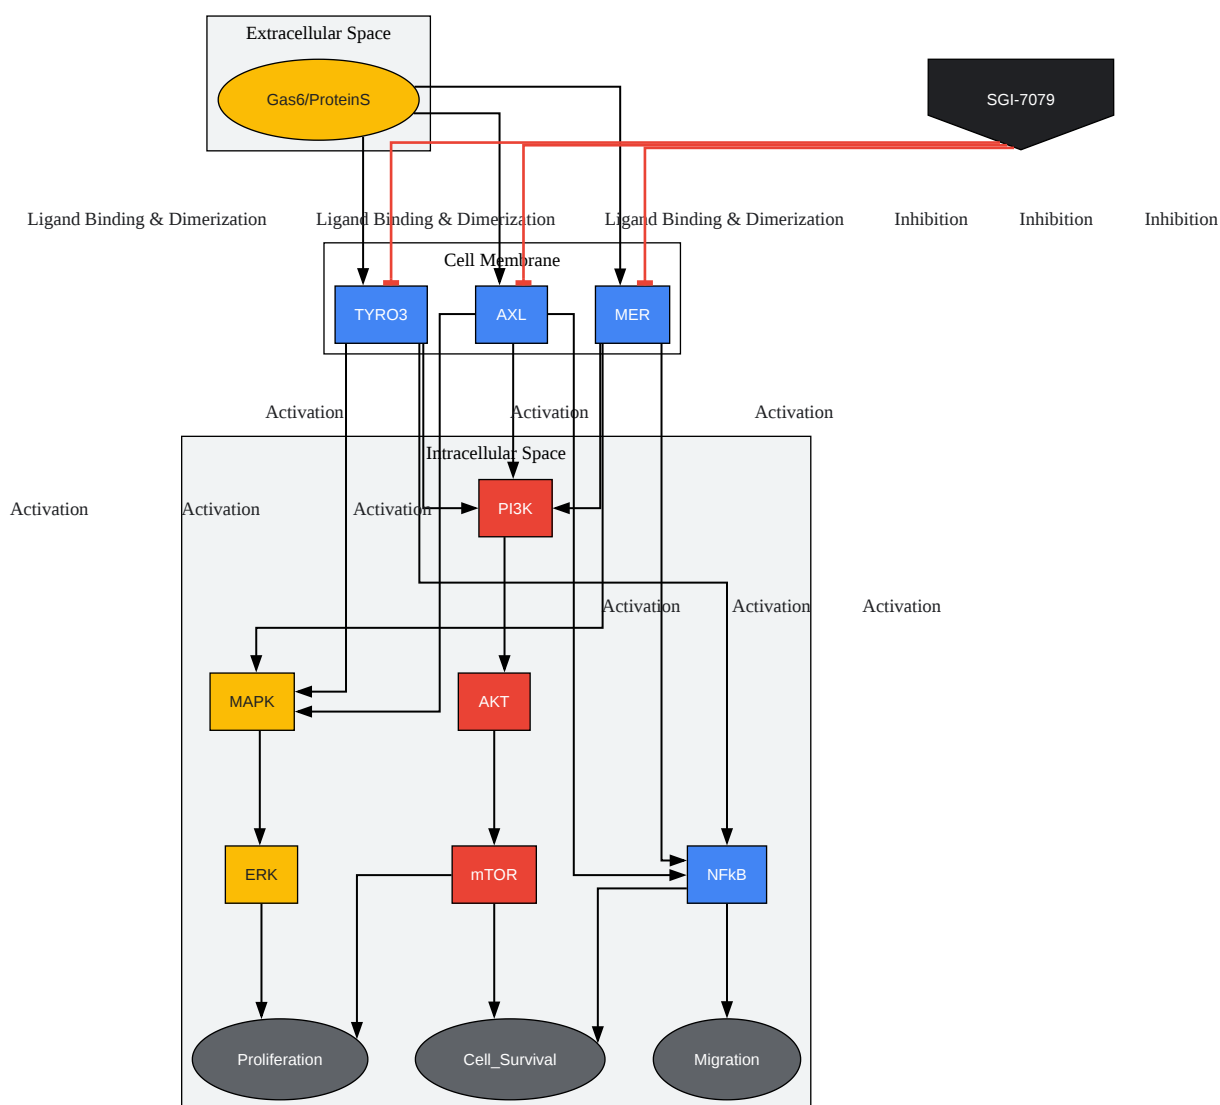 Extracellular Space
Gas6/ProteinS
SGI-7079
Ligand Binding & Dimerization
Ligand Binding & Dimerization
Ligand Binding & Dimerization
Inhibition
Inhibition
Inhibition
Cell Membrane
TYRO3
AXL
MER
Activation
Activation
Activation
Intracellular Space
Activation
Activation
Activation
PI3K
Activation
Activation
Activation
MAPK
AKT
ERK
mTOR
NFkB
Proliferation
Cell_Survival
Migration